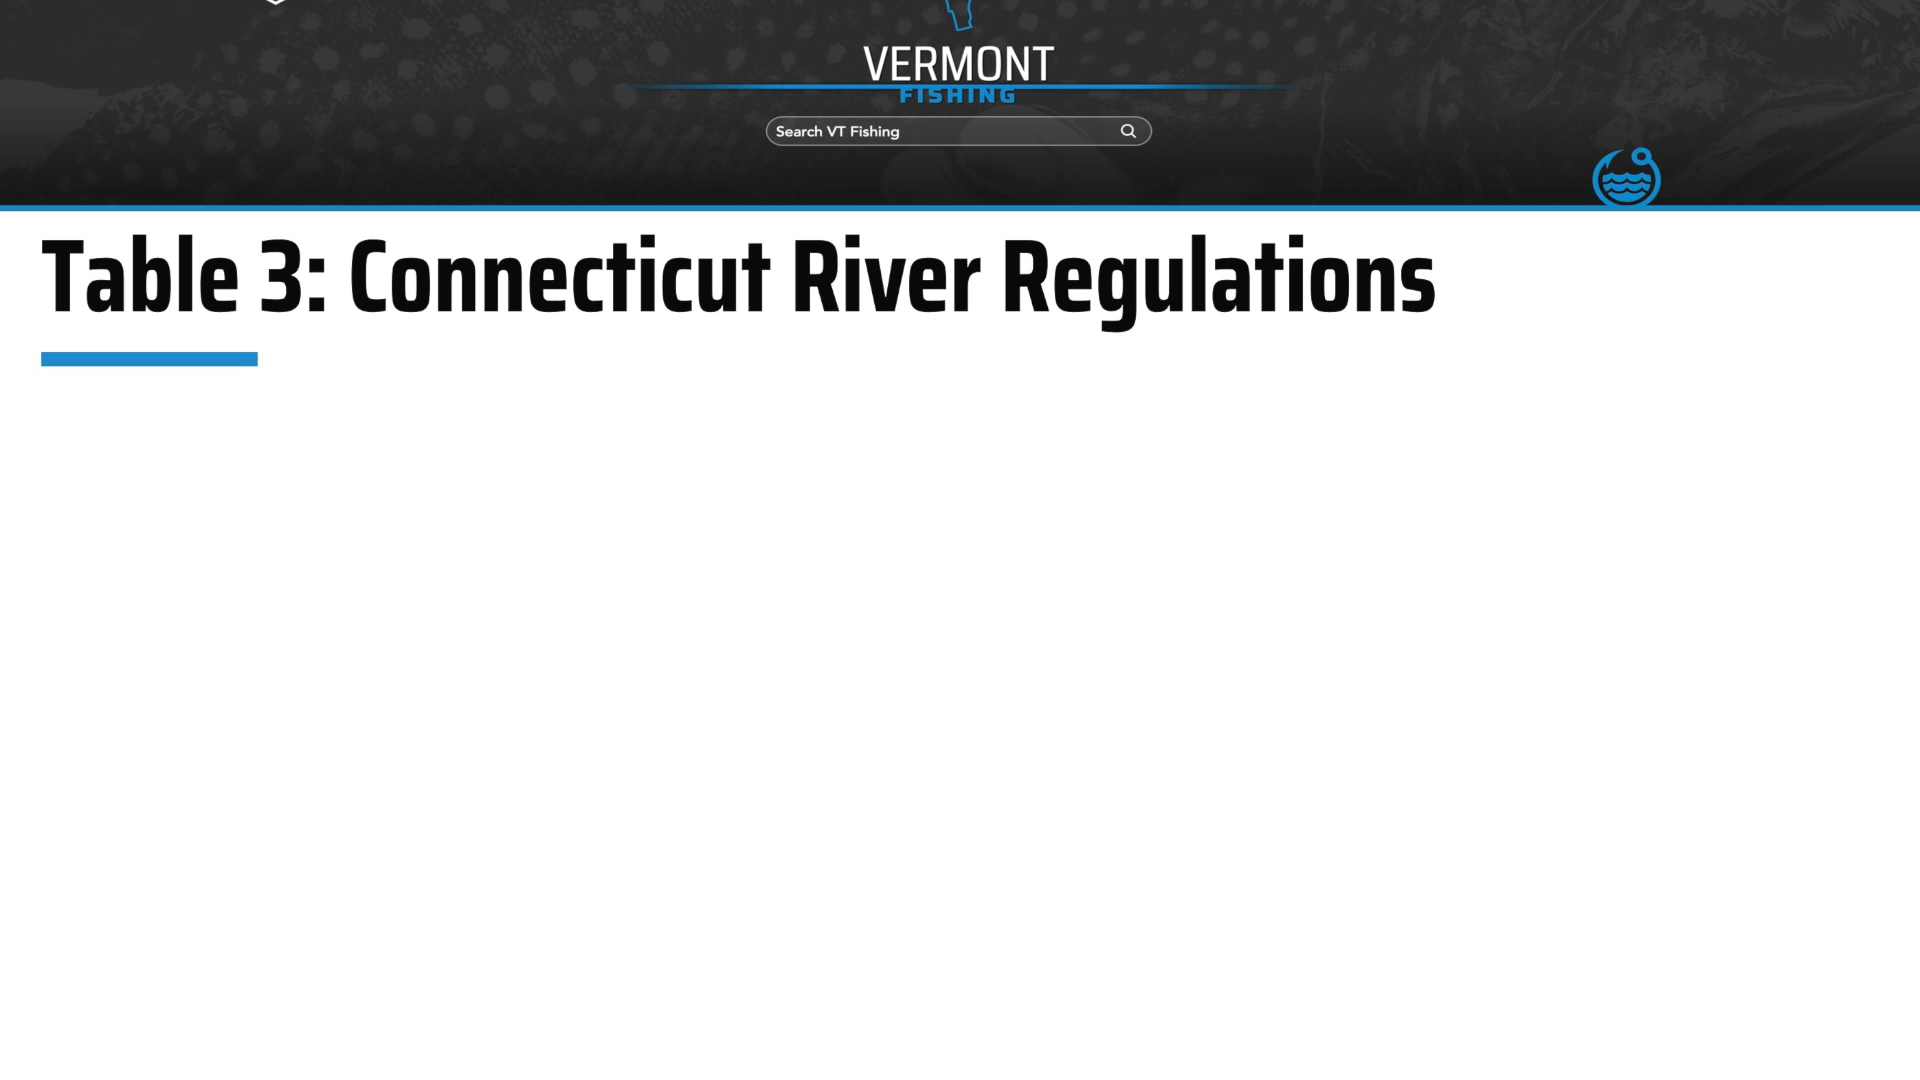 VERMONT
FISHING
Search VT Fishing
Table 3: Connecticut River Regulations